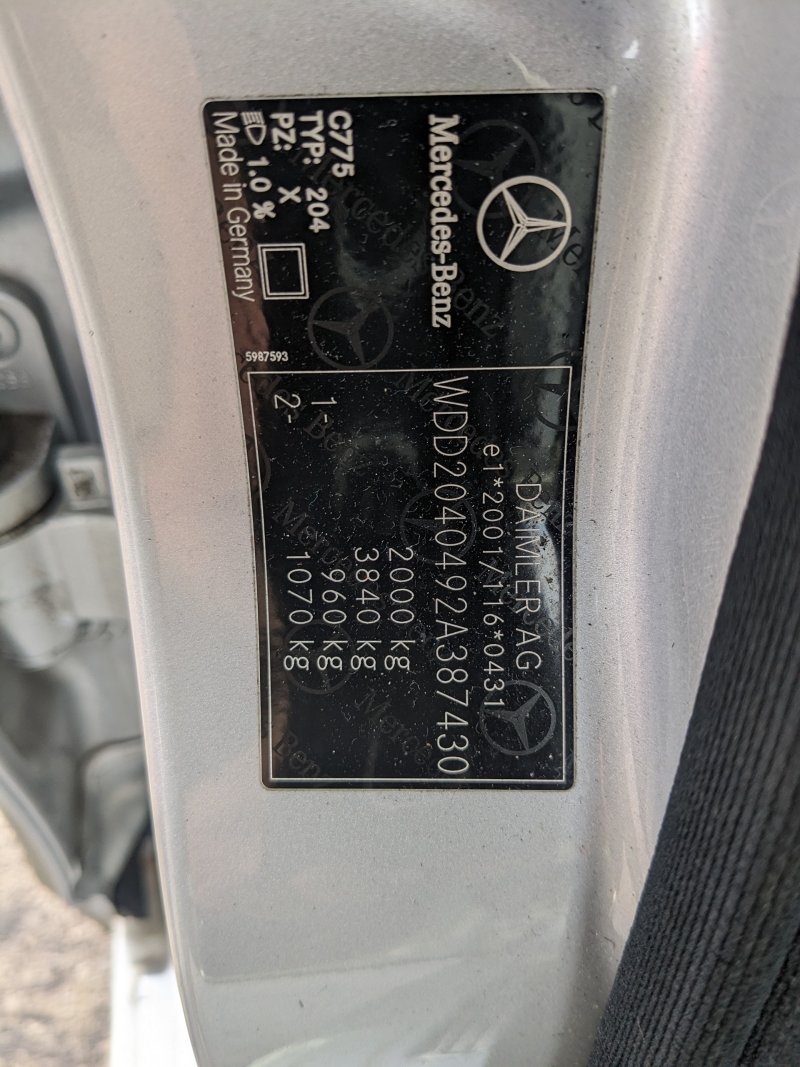 Mercedes-Benz
C775
TYP: 204
PZ: X
1.0 %
Made in Germany
5987593
DAIMLER AG
e1*2001/116*0431
WDD2040492A387430
2000 kg
3840 kg
1- 960 kg
2- 1070 kg